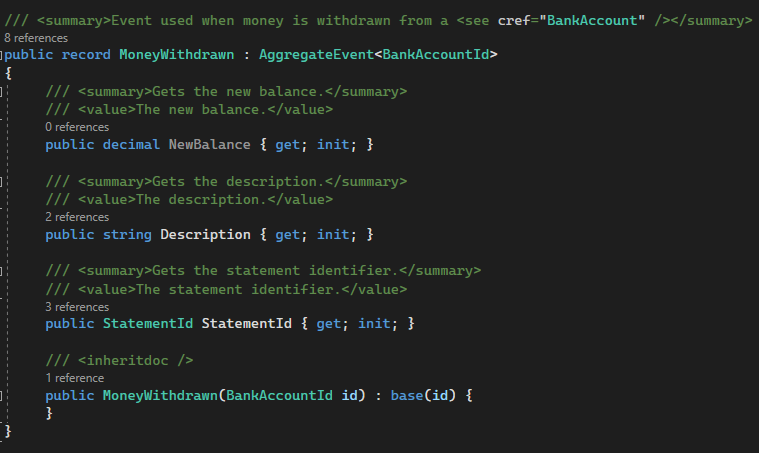 /// <summary>Event used when money is withdrawn from a <see cref="BankAccount" /></summary>
8 references
public record MoneyWithdrawn : AggregateEvent<BankAccountId>
{
/// <summary>Gets the new balance.</summary>
/// <value>The new balance.</value>
0 references
public decimal NewBalance { get; init; }
/// <summary>Gets the description.</summary>
/// <value>The description.</value>
2 references
public string Description { get; init; }
/// <summary>Gets the statement identifier.</summary>
/// <value>The statement identifier.</value>
3 references
public StatementId StatementId { get; init; }
/// <inheritdoc />
1 reference
public MoneyWithdrawn(BankAccountId id) : base(id) {
}
}